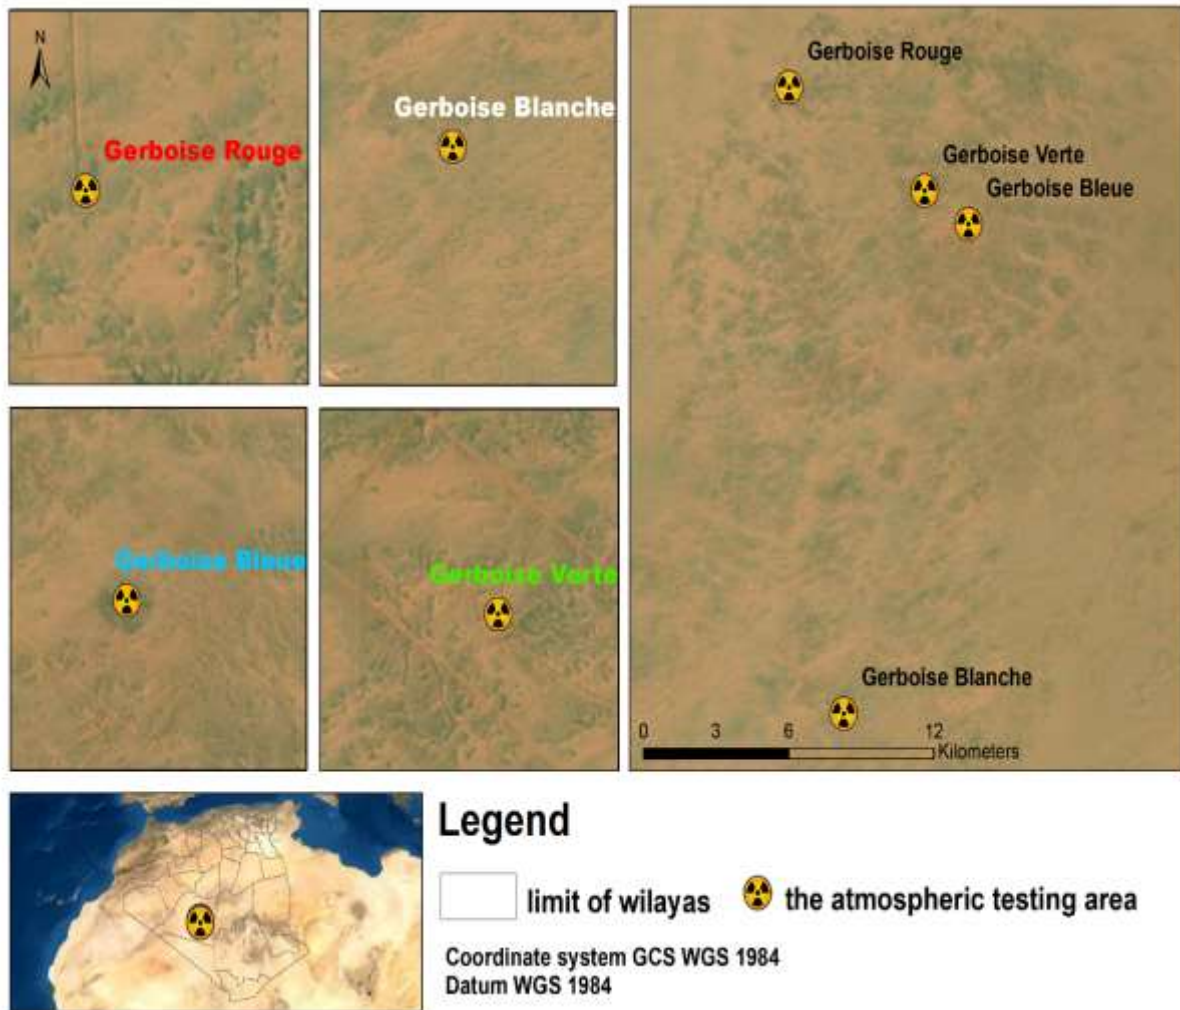 N
Gerboise Rouge
Gerboise Blanche
Gerboise Bleue
Gerboise Verte
Gerboise Rouge
Gerboise Verte
Gerboise Bleue
Gerboise Blanche
0 3 6 12
Kilometers
Legend
limit of wilayas
the atmospheric testing area
Coordinate system GCS WGS 1984
Datum WGS 1984